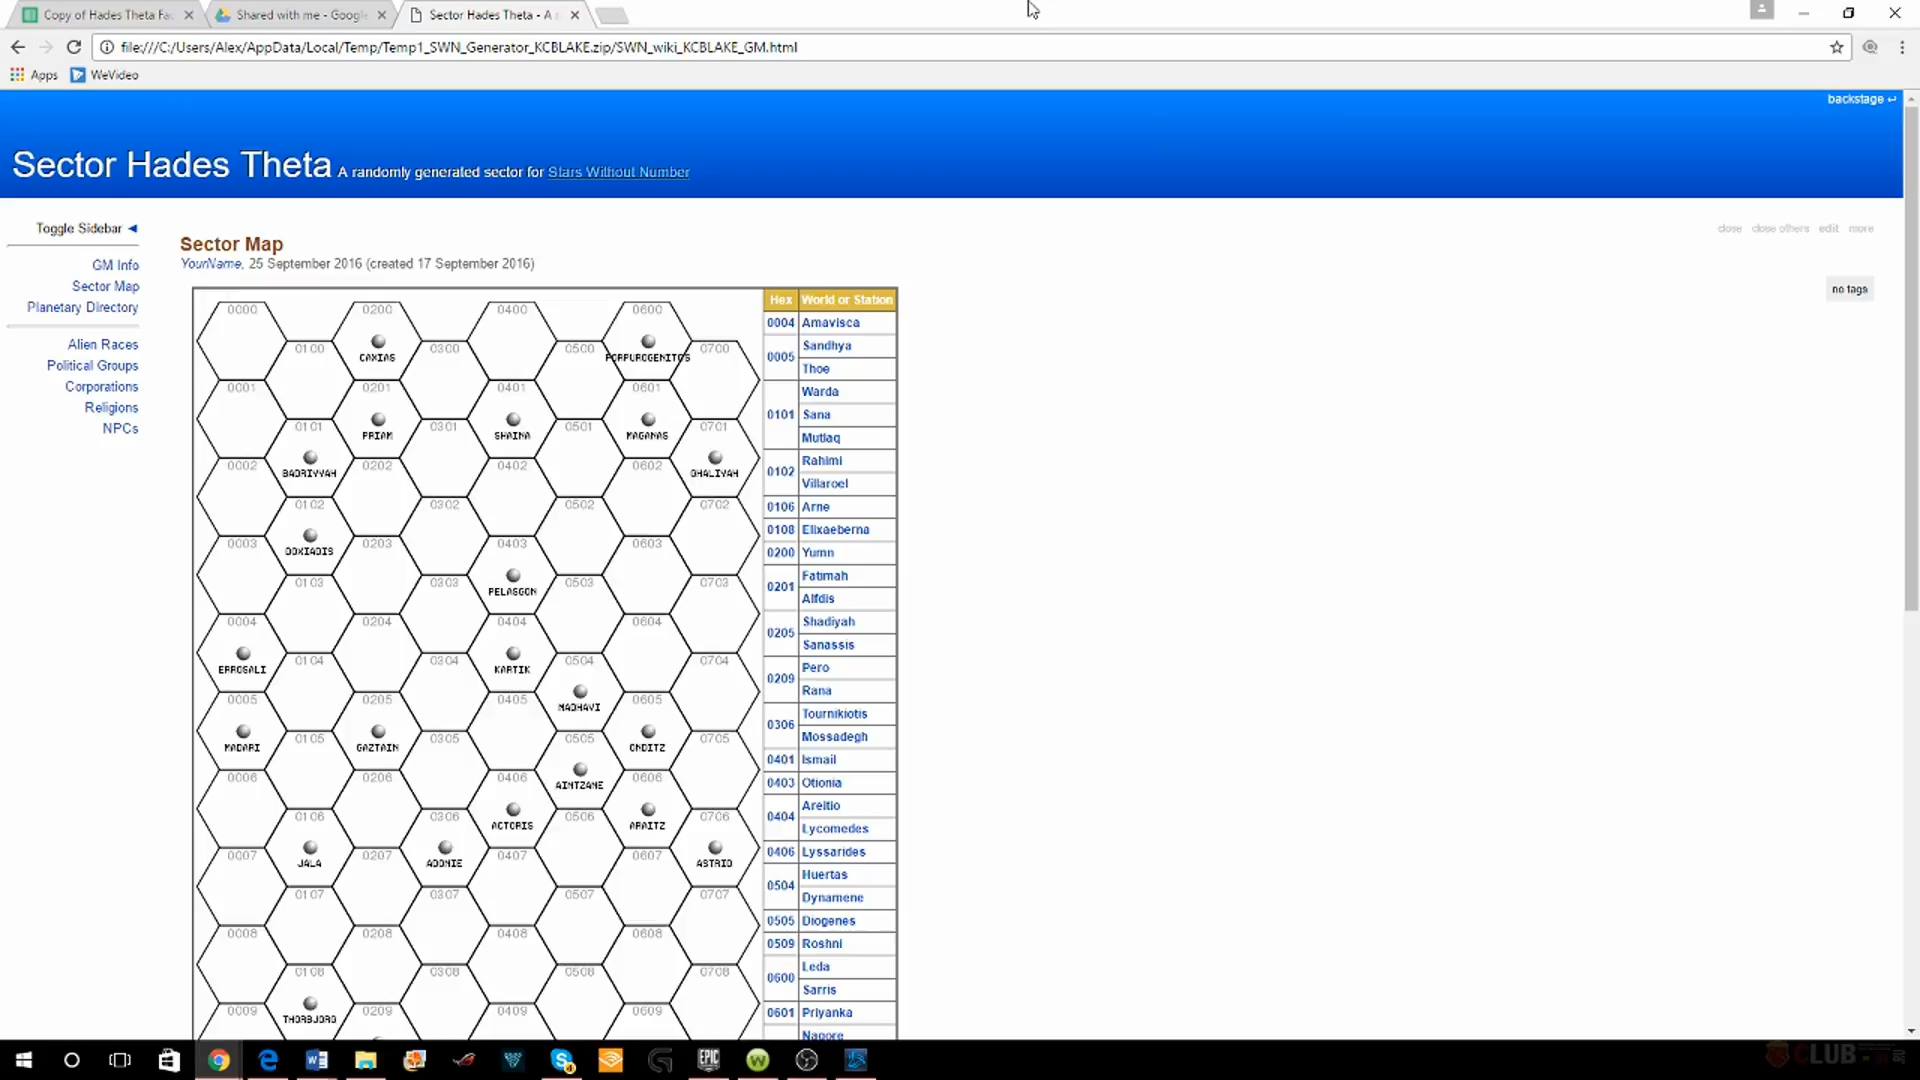 Copy of Hades Theta Fac
Shared with me - Google
Sector Hades Theta - A
file:///C:/Users/Alex/AppData/Local/Temp/Temp1_SWN_Generator_KCBLAKE.zip/SWN_wiki_KCBLAKE_GM.html
Apps WeVideo
backstage
Sector Hades Theta A randomly generated sector for Stars Without Number
Toggle Sidebar
GM Info
Sector Map
Planetary Directory
Alien Races
Political Groups
Corporations
Religions
NPCs
close close others edit more
no tags
Sector Map
YourName, 25 September 2016 (created 17 September 2016)
0000 0200 0400 0600
0100 0300 0500 0700
CAXIAS PORPUROGENITOS
0001 0201 0401 0601
0101 0301 0501 0701
PRIAM SHAINA MAGANAS
0002 0202 0402 0602
BADRIYYAH GHALIYAH
0102 0302 0502 0702
0003 0203 0403 0603
DOXIADIS
0103 0303 0503 0703
PELASGON
0004 0204 0404 0604
0104 0304 0504 0704
ERROGALI KARTIK
0005 0205 0405 0605
MADHAVI
0105 0305 0505 0705
MADARI GAZTAIN ONDITZ
0006 0206 0406 0606
AINTZANE
0106 0306 0506 0706
ACTORIS ARAITZ
0007 0207 0407 0607
JALA ADONIE ASTRID
0107 0307 0507 0707
0008 0208 0408 0608
0108 0308 0508 0708
0009 0209 0409 0609
THORBJORG
Hex World or Station
0004 Amavisca
0005 Sandhya
Thoe
0101 Warda
Sana
Mutlaq
0102 Rahimi
Villaroel
0106 Arne
0108 Elixaeberna
0200 Yumn
0201 Fatimah
Alfdis
0205 Shadiyah
Sanassis
0209 Pero
Rana
0306 Tournikiotis
Mossadegh
0401 Ismail
0403 Otionia
0404 Areitio
Lycomedes
0406 Lyssarides
0504 Huertas
Dynamene
0505 Diogenes
0509 Roshni
0600 Leda
Sarris
0601 Priyanka
Nagore
EPIC
CLUB